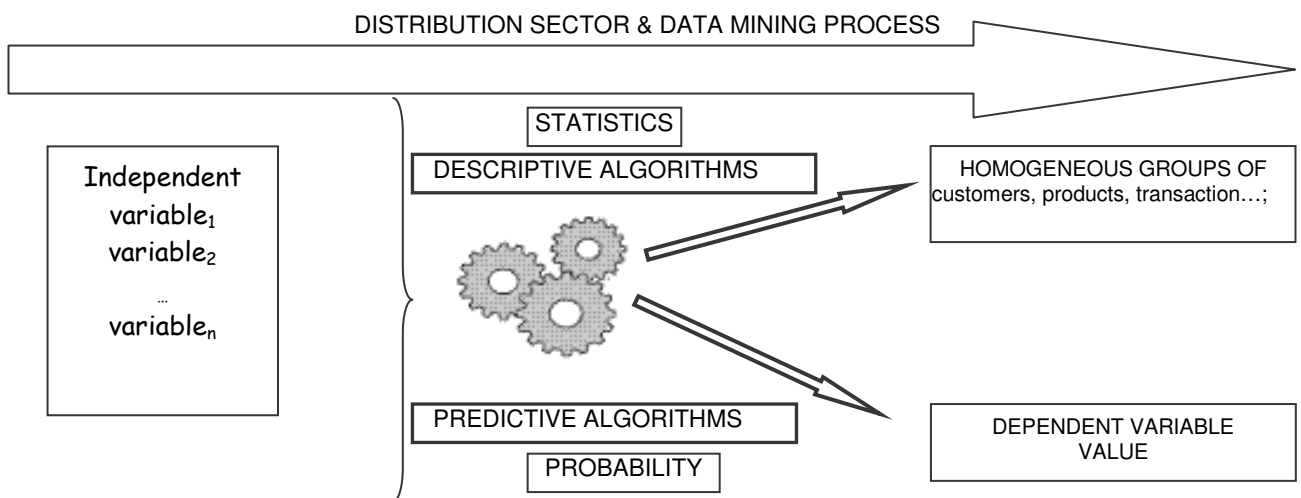 DISTRIBUTION SECTOR & DATA MINING PROCESS
Independent
variable₁
variable₂
...
variableₙ
STATISTICS
DESCRIPTIVE ALGORITHMS
PREDICTIVE ALGORITHMS
PROBABILITY
HOMOGENEOUS GROUPS OF
customers, products, transaction…;
DEPENDENT VARIABLE
VALUE